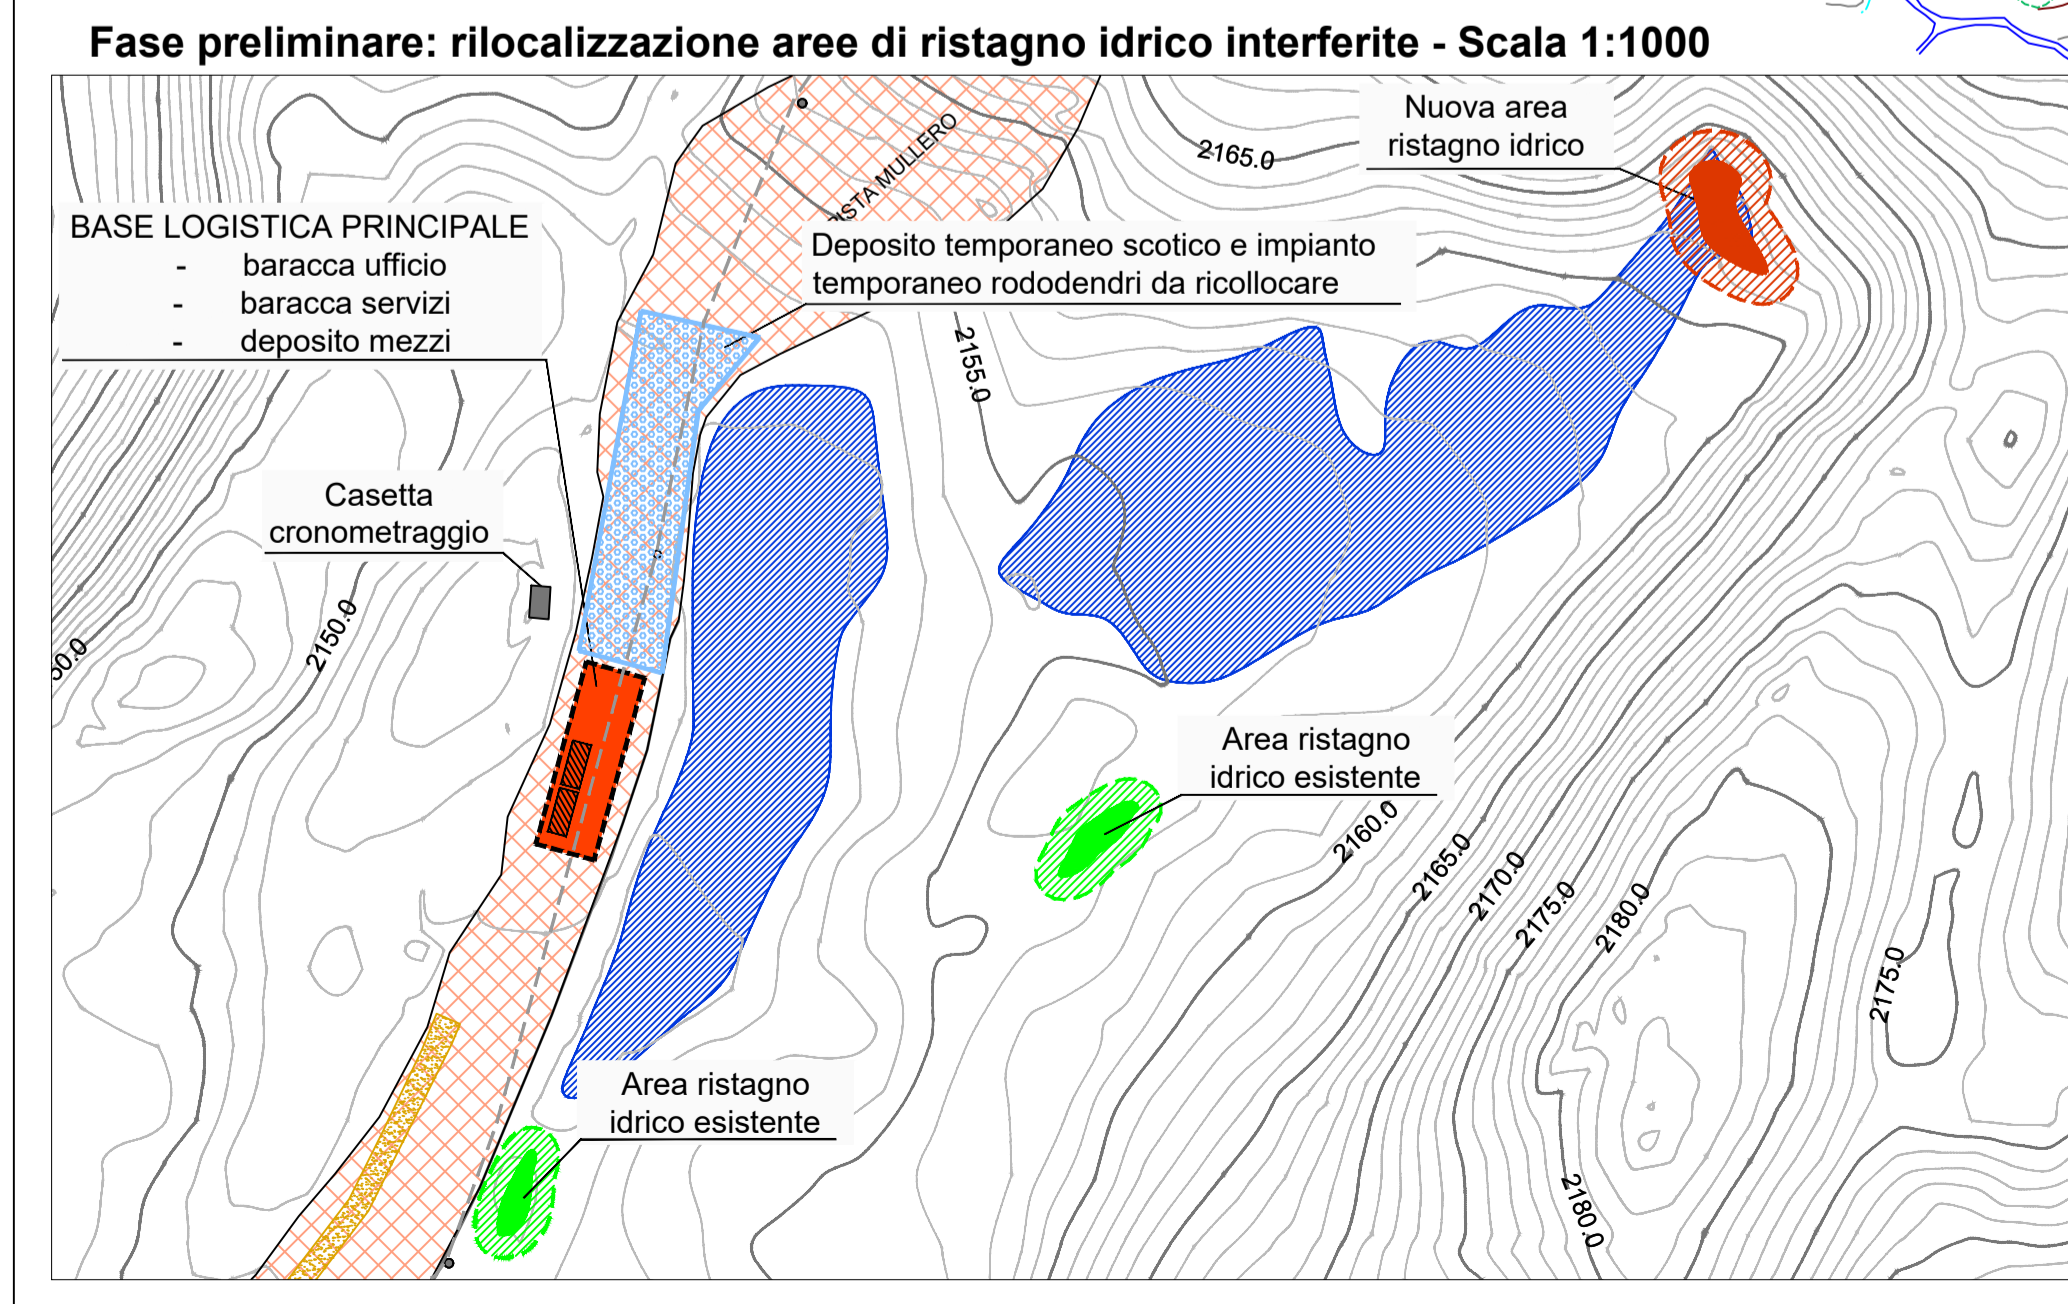 Fase preliminare: rilocalizzazione aree di ristagno idrico interferite - Scala 1:1000
Nuova area
ristagno idrico
2165.0
PISTA MULLERO
BASE LOGISTICA PRINCIPALE
- baracca ufficio
- baracca servizi
- deposito mezzi
Deposito temporaneo scotico e impianto
temporaneo rododendri da ricollocare
2155.0
Casetta
cronometraggio
2150.0
50.0
Area ristagno
idrico esistente
2160.0
2165.0
2170.0
2175.0
2180.0
2175.0
Area ristagno
idrico esistente
2180.0